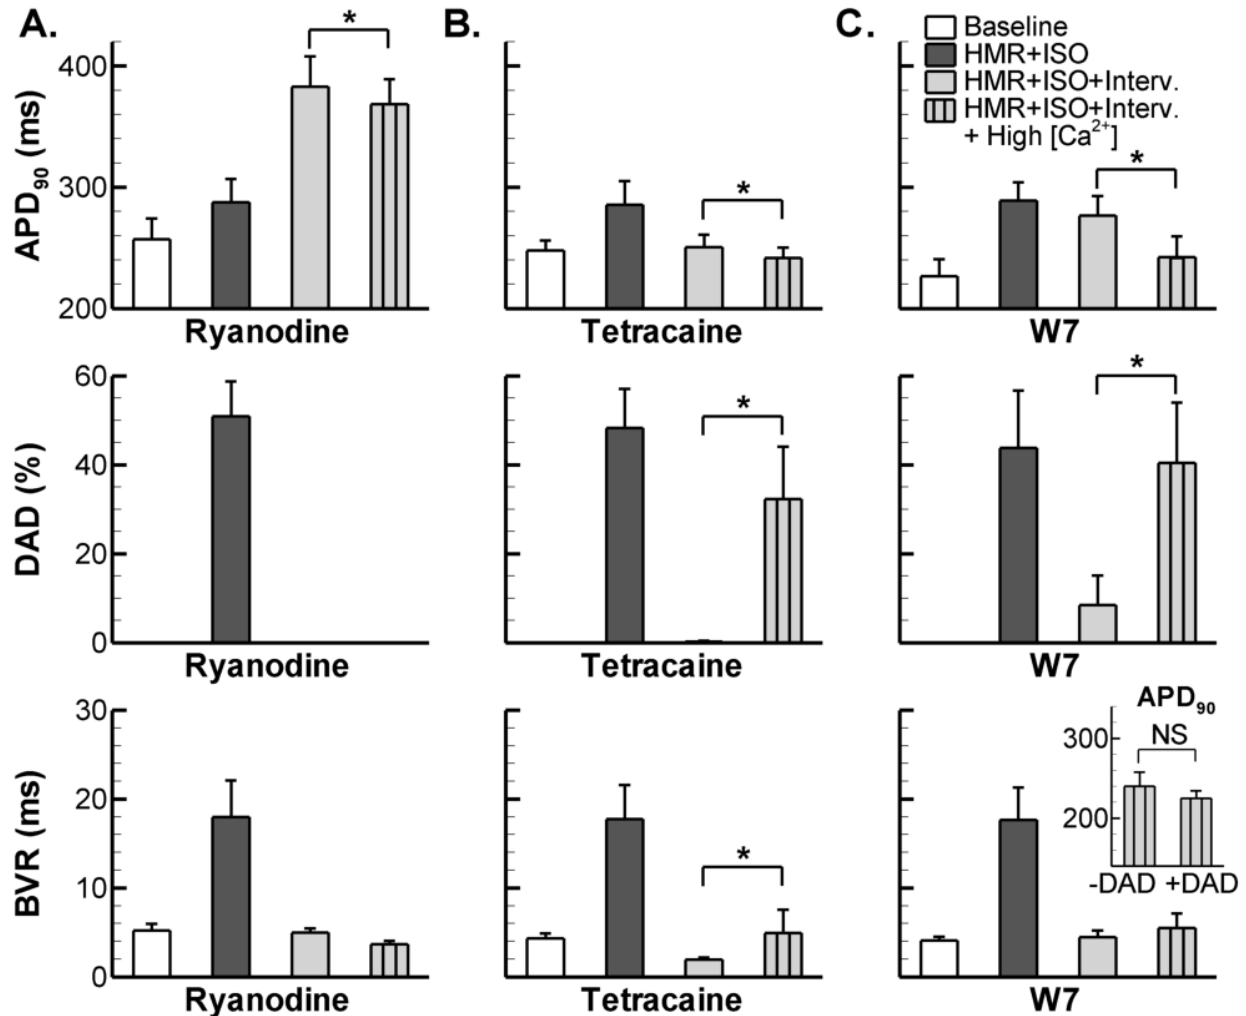 A.
B.
C.
Baseline
HMR+ISO
HMR+ISO+Interv.
HMR+ISO+Interv.
+ High [Ca²⁺]
APD₉₀ (ms)
400
300
200
*
*
*
Ryanodine
Tetracaine
W7
DAD (%)
60
40
20
0
*
*
Ryanodine
Tetracaine
W7
BVR (ms)
30
20
10
0
*
APD₉₀
300
200
NS
-DAD +DAD
Ryanodine
Tetracaine
W7